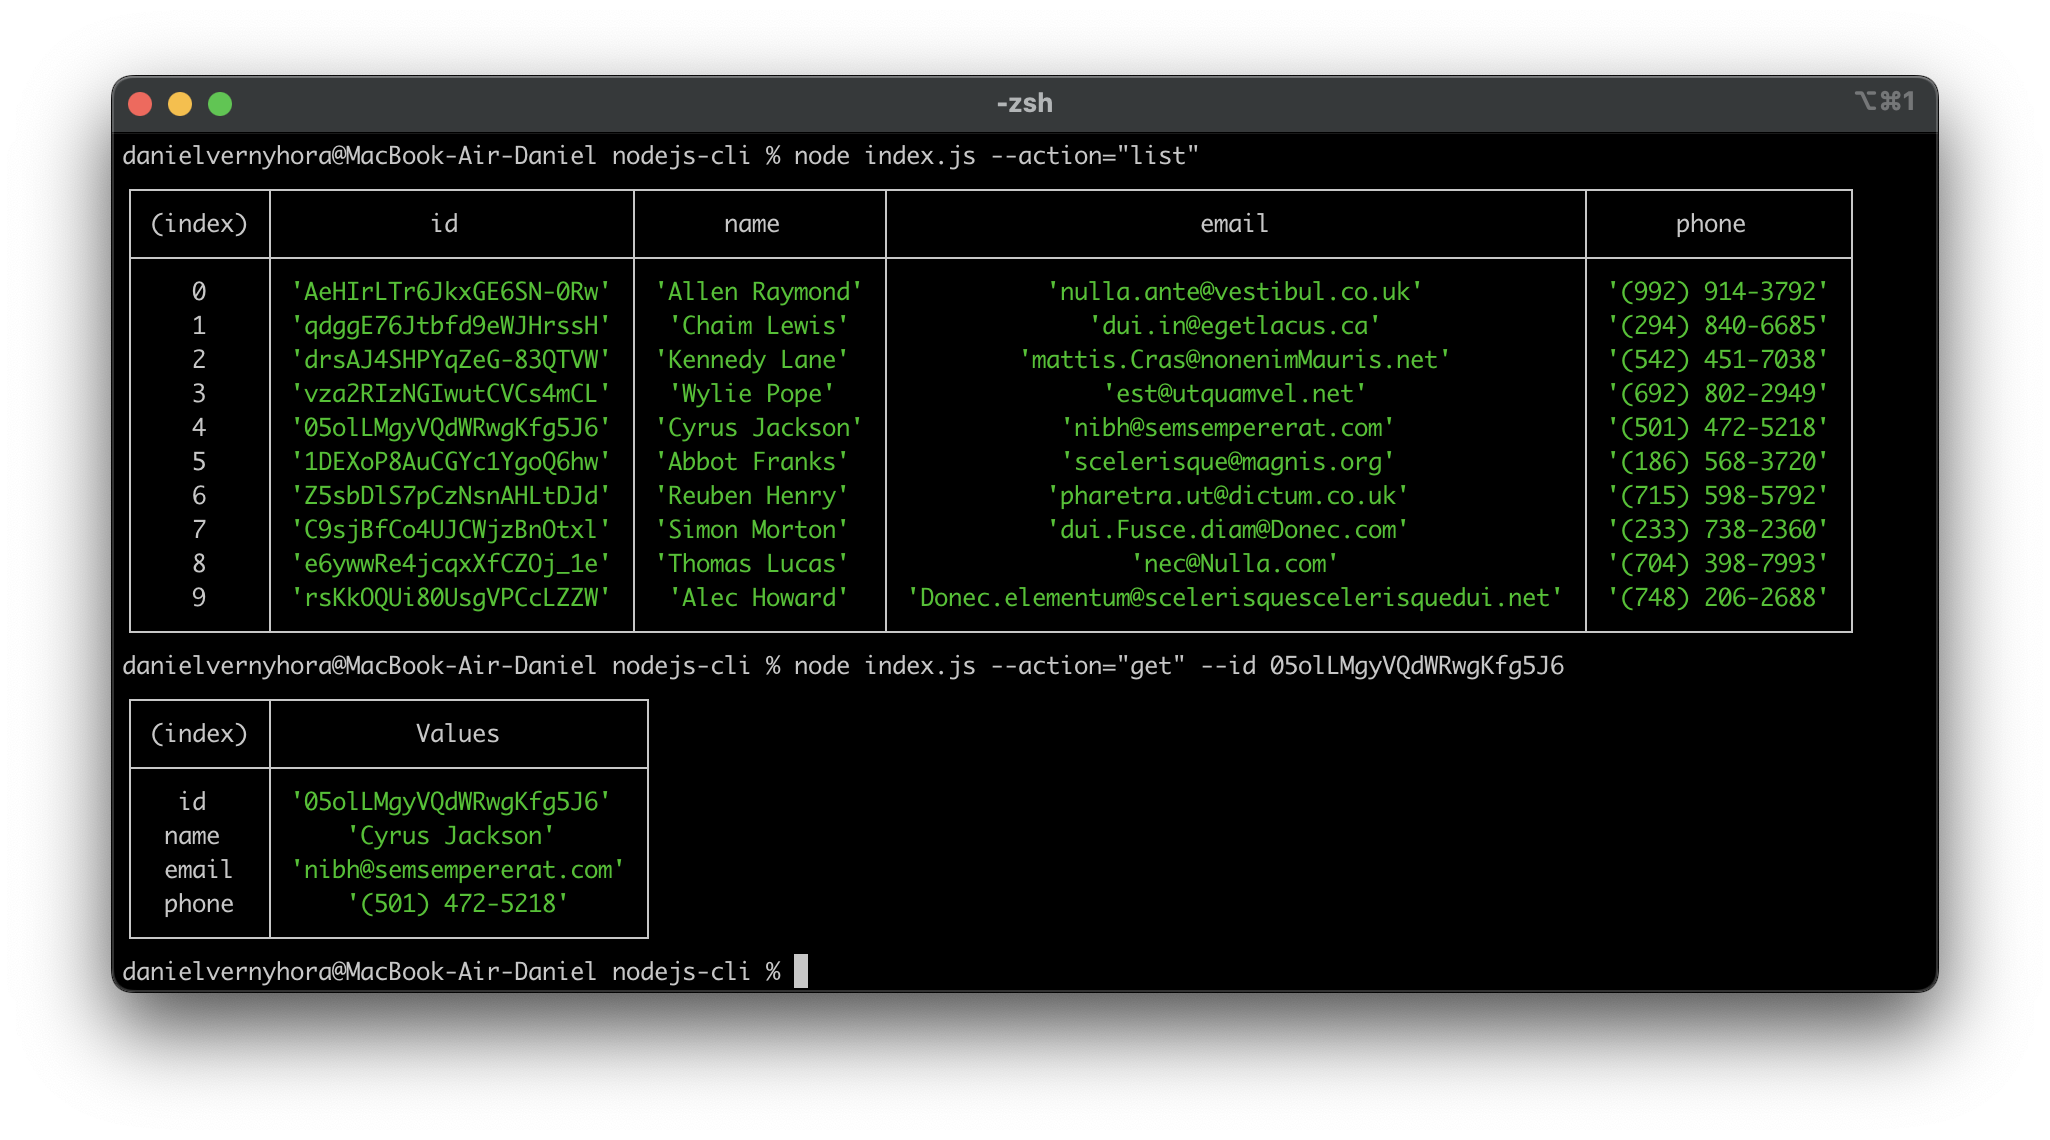 -zsh
⌥⌘1
danielvernyhora@MacBook-Air-Daniel nodejs-cli % node index.js --action="list"
(index) id name email phone
0 'AeHIrLTr6JkxGE6SN-0Rw' 'Allen Raymond' 'nulla.ante@vestibul.co.uk' '(992) 914-3792'
1 'qdggE76Jtbfd9eWJHrssH' 'Chaim Lewis' 'dui.in@egetlacus.ca' '(294) 840-6685'
2 'drsAJ4SHPYqZeG-83QTVW' 'Kennedy Lane' 'mattis.Cras@nonenimMauris.net' '(542) 451-7038'
3 'vza2RIzNGIwutCVCs4mCL' 'Wylie Pope' 'est@utquamvel.net' '(692) 802-2949'
4 '05olLMgyVQdWRwgKfg5J6' 'Cyrus Jackson' 'nibh@semsempererat.com' '(501) 472-5218'
5 '1DEXoP8AuCGYc1YgoQ6hw' 'Abbot Franks' 'scelerisque@magnis.org' '(186) 568-3720'
6 'Z5sbDlS7pCzNsnAHLtDJd' 'Reuben Henry' 'pharetra.ut@dictum.co.uk' '(715) 598-5792'
7 'C9sjBfCo4UJCWjzBnOtxl' 'Simon Morton' 'dui.Fusce.diam@Donec.com' '(233) 738-2360'
8 'e6ywwRe4jcqxXfCZOj_1e' 'Thomas Lucas' 'nec@Nulla.com' '(704) 398-7993'
9 'rsKkOQUi80UsgVPCcLZZW' 'Alec Howard' 'Donec.elementum@scelerisquescelerisquedui.net' '(748) 206-2688'
danielvernyhora@MacBook-Air-Daniel nodejs-cli % node index.js --action="get" --id 05olLMgyVQdWRwgKfg5J6
(index) Values
id '05olLMgyVQdWRwgKfg5J6'
name 'Cyrus Jackson'
email 'nibh@semsempererat.com'
phone '(501) 472-5218'
danielvernyhora@MacBook-Air-Daniel nodejs-cli %